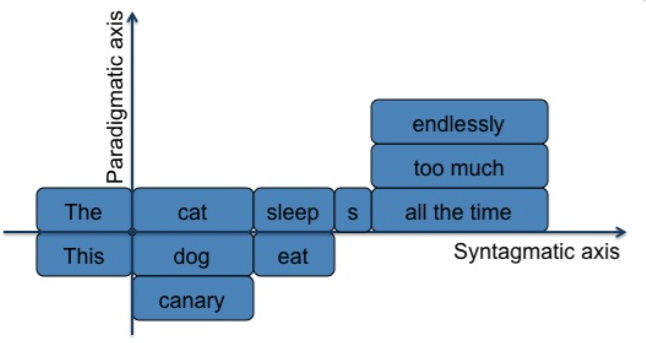 Paradigmatic axis
endlessly
too much
The cat sleep s all the time
Syntagmatic axis
This dog eat
canary